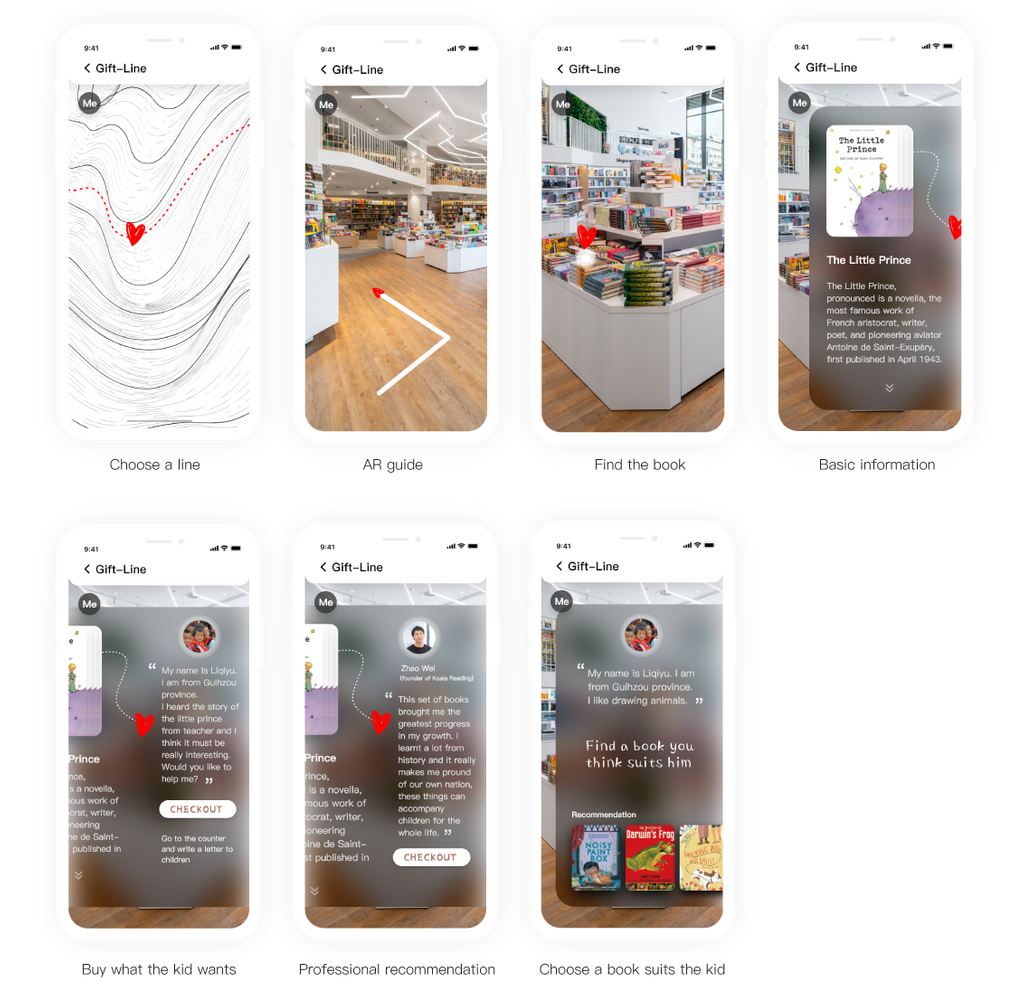 9:41
Gift-Line
Me
Choose a line
9:41
Gift-Line
Me
AR guide
9:41
Gift-Line
Me
Find the book
9:41
Gift-Line
Me
The Little
Prince
The Little Prince
The Little Prince,
pronounced is a novella, the
most famous work of
French aristocrat, writer,
poet, and pioneering aviator
Antoine de Saint-Exupéry,
first published in April 1943.
Basic information
9:41
Gift-Line
Me
Prince
nce,
is a novella,
ous work of
ocrat, writer,
neering
ne de Saint-
published in
“ My name is Liqiyu.
I am from Guihzou
province.
I heard the story of
the little prince
from teacher and I
think it must be
really interesting.
Would you like to
help me? ”
CHECKOUT
Go to the counter
and write a letter to
children
Buy what the kid wants
9:41
Gift-Line
Me
Prince
rince,
is a novella,
mous work of
tocrat, writer,
ioneering
ine de Saint-
st published in
Zhao Wei
(founder of Koala Reading)
“ This set of books
brought me the
greatest progress
in my growth. I
learnt a lot from
history and it really
makes me pround
of our own nation,
these things can
accompany
children for the
whole life. ”
CHECKOUT
Professional recommendation
9:41
Gift-Line
Me
“ My name is Liqiyu. I am
from Guihzou province.
I like drawing animals. ”
Find a book you
think suits him
Recommendation
NOiSY
PAINT
BOX
Darwin's Frog
Choose a book suits the kid